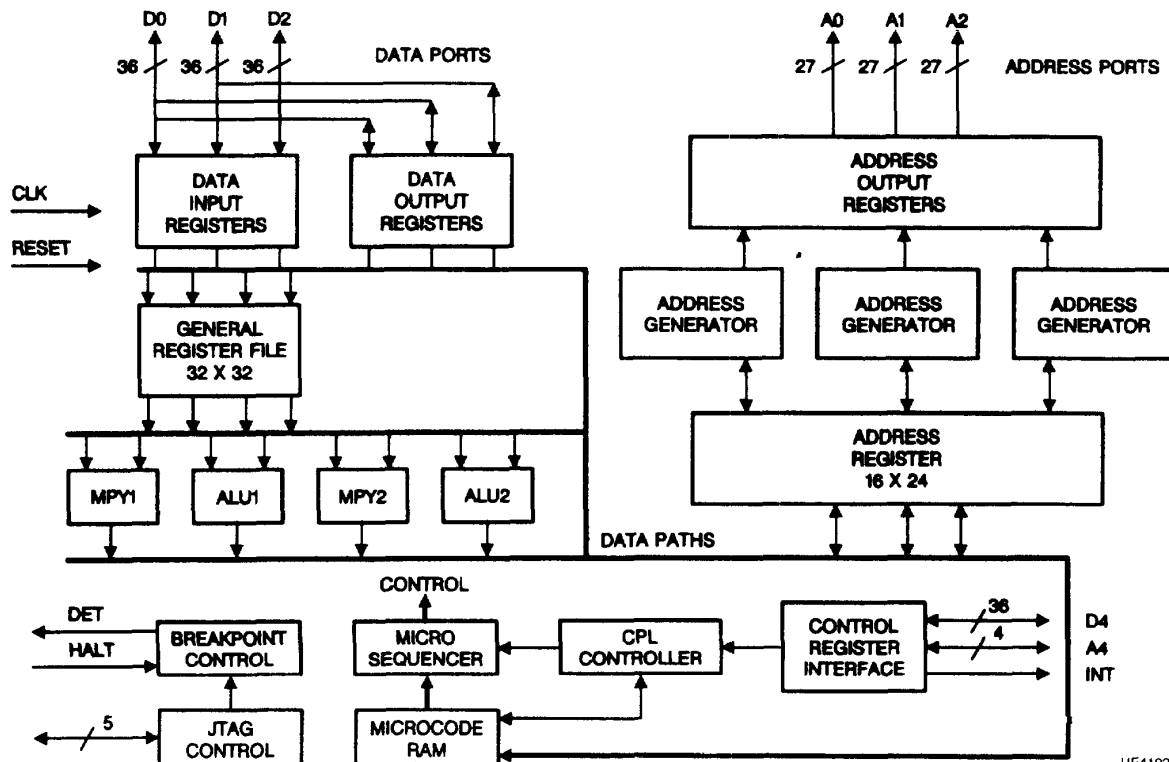 D0 D1 D2
36 36 36
DATA PORTS
A0 A1 A2
27 27 27
ADDRESS PORTS
CLK
RESET
DATA
INPUT
REGISTERS
DATA
OUTPUT
REGISTERS
ADDRESS
OUTPUT
REGISTERS
GENERAL
REGISTER FILE
32 X 32
ADDRESS
GENERATOR
ADDRESS
GENERATOR
ADDRESS
GENERATOR
MPY1
ALU1
MPY2
ALU2
ADDRESS
REGISTER
16 X 24
DATA PATHS
CONTROL
DET
HALT
BREAKPOINT
CONTROL
MICRO
SEQUENCER
CPL
CONTROLLER
CONTROL
REGISTER
INTERFACE
36
D4
4
A4
INT
5
JTAG
CONTROL
MICROCODE
RAM